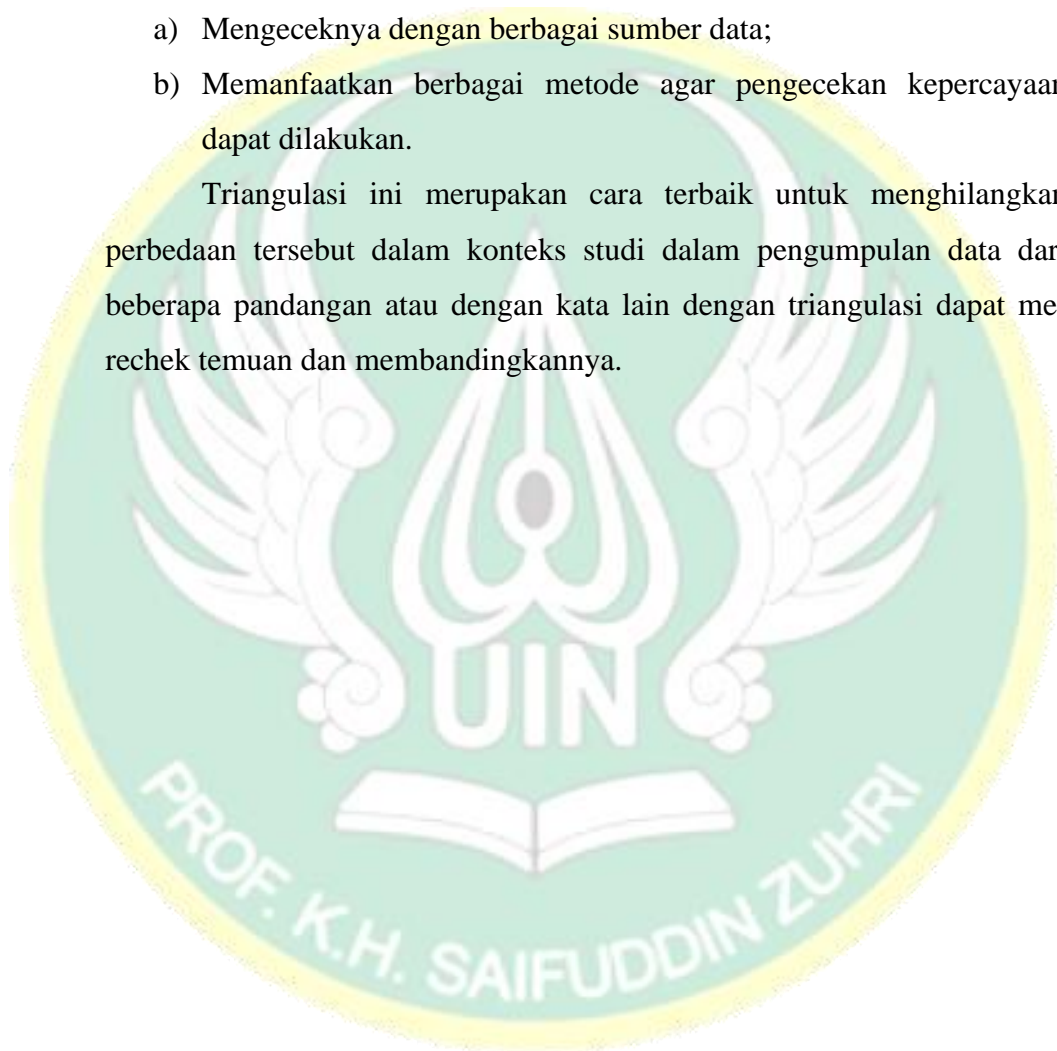 a) Mengeceknya dengan berbagai sumber data;
b) Memanfaatkan berbagai metode agar pengecekan kepercayaan
dapat dilakukan.
Triangulasi ini merupakan cara terbaik untuk menghilangkan
perbedaan tersebut dalam konteks studi dalam pengumpulan data dar
beberapa pandangan atau dengan kata lain dengan triangulasi dapat me
rechek temuan dan membandingkannya.
UIN
PROF. K.H. SAIFUDDIN ZUHRI